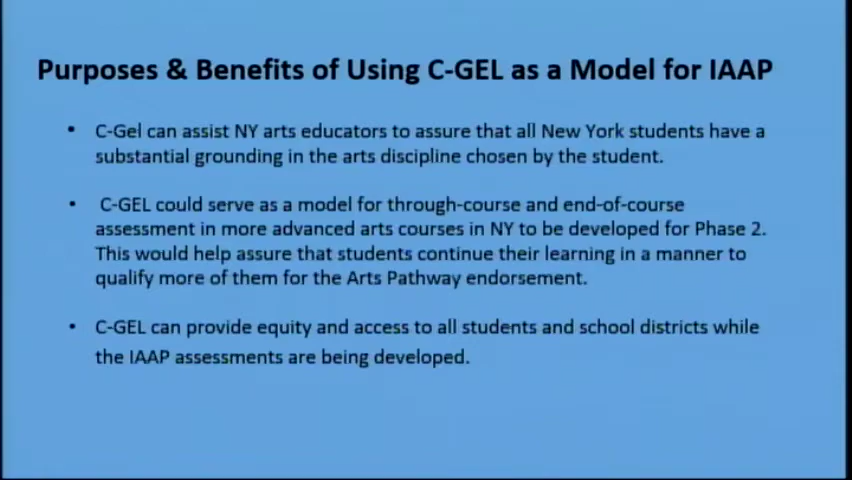 Purposes & Benefits of Using C-GEL as a Model for IAAP
• C-Gel can assist NY arts educators to assure that all New York students have a
substantial grounding in the arts discipline chosen by the student.
• C-GEL could serve as a model for through-course and end-of-course
assessment in more advanced arts courses in NY to be developed for Phase 2.
This would help assure that students continue their learning in a manner to
qualify more of them for the Arts Pathway endorsement.
• C-GEL can provide equity and access to all students and school districts while
the IAAP assessments are being developed.